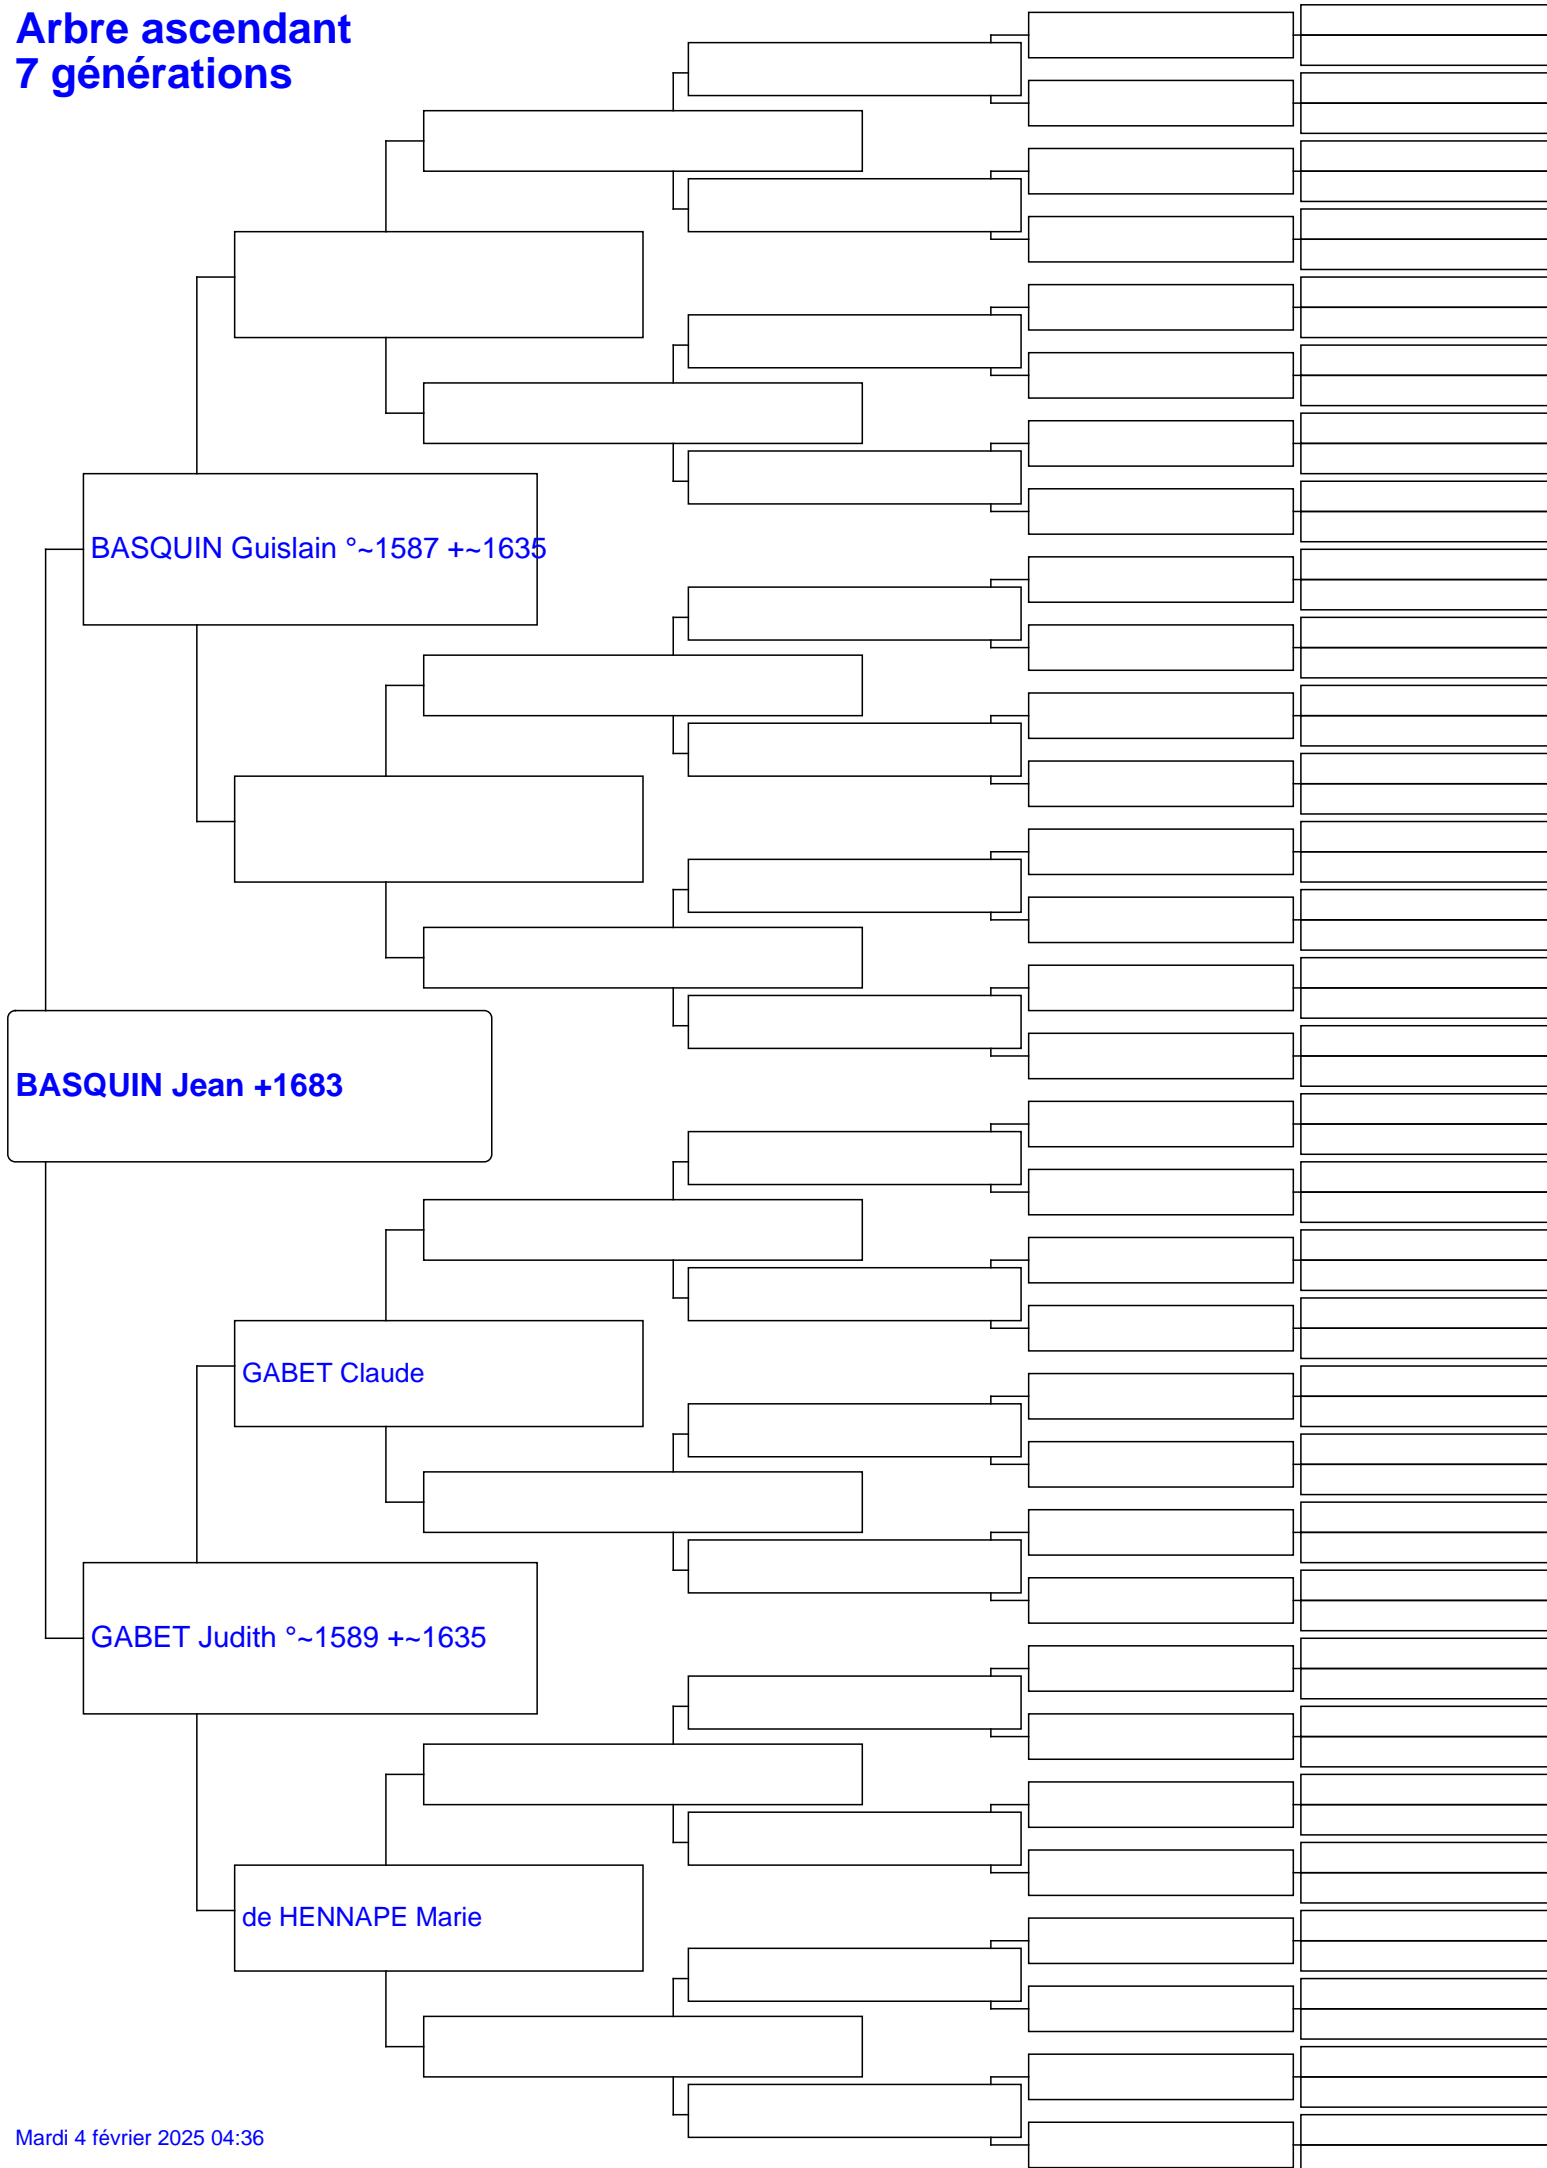 Arbre ascendant
7 générations
BASQUIN Guislain °~1587 +~1635
BASQUIN Jean +1683
GABET Claude
GABET Judith °~1589 +~1635
de HENNAPE Marie
Mardi 4 février 2025 04:36